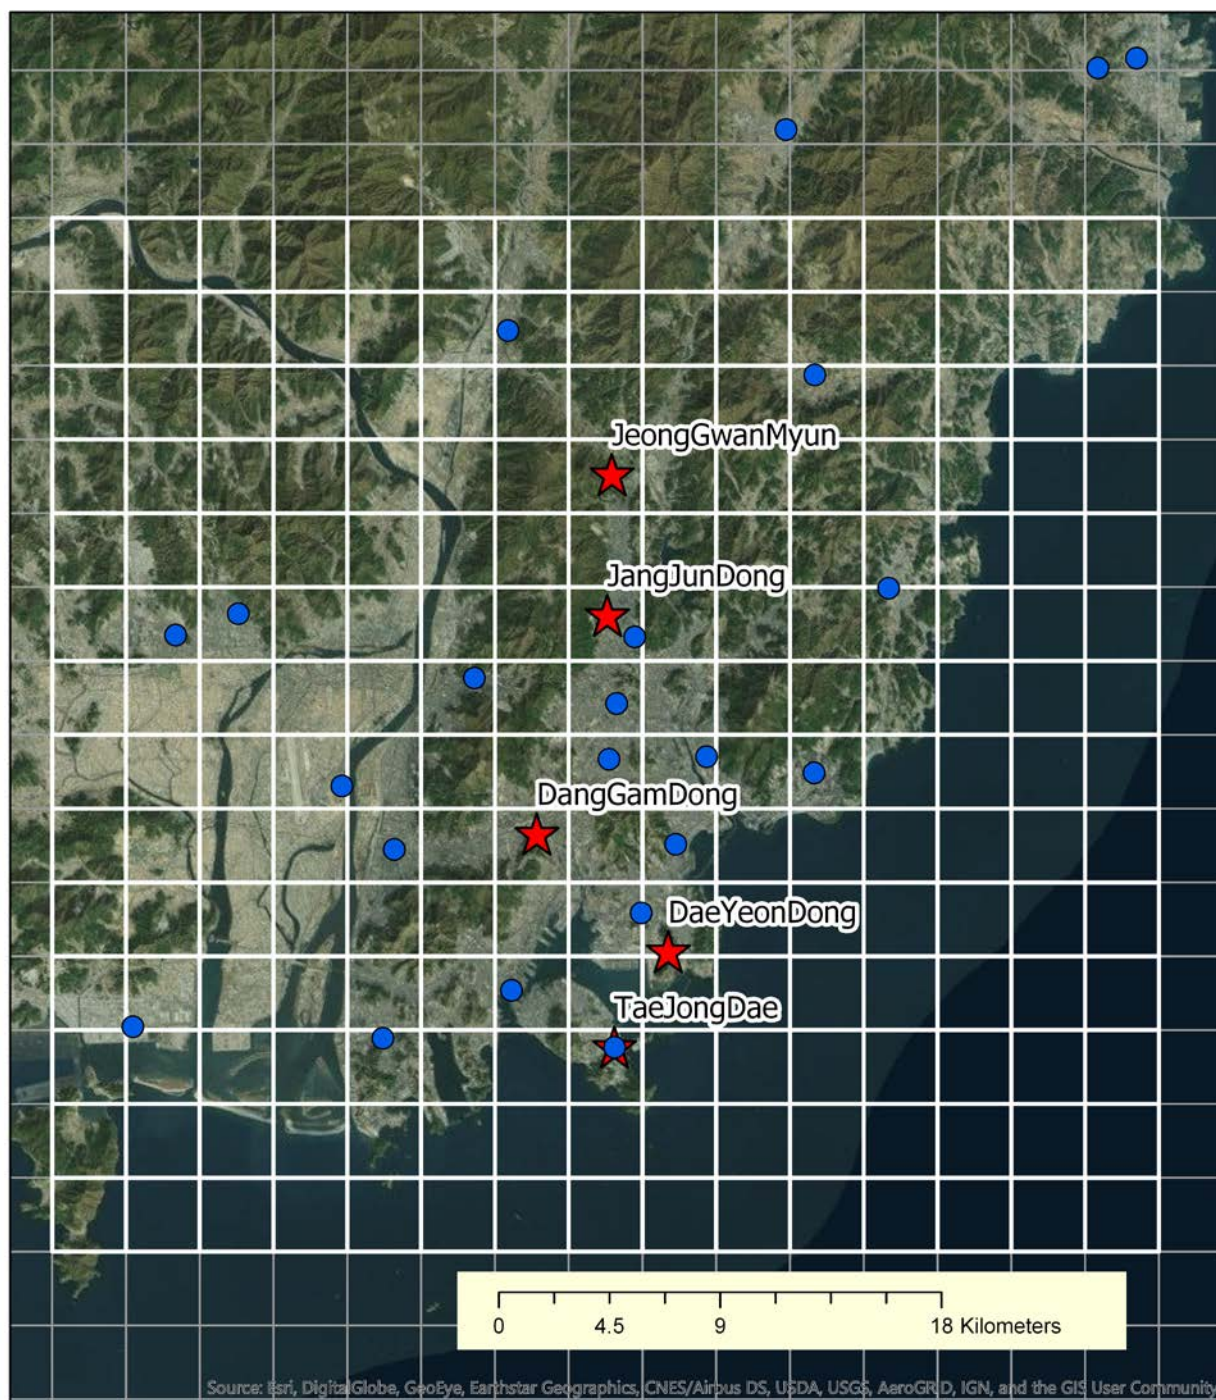 JeongGwanMyun
JangJunDong
DangGamDong
DaeYeonDong
TaeJongDae
0 4.5 9 18 Kilometers
Source: Esri, DigitalGlobe, GeoEye, Earthstar Geographics, CNES/Airbus DS, USDA, USGS, AeroGRID, IGN, and the GIS User Communit